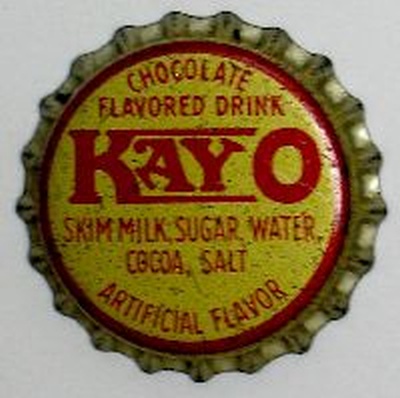 CHOCOLATE
FLAVORED DRINK
KAYO
SKIM MILK, SUGAR, WATER,
COCOA, SALT
ARTIFICIAL FLAVOR